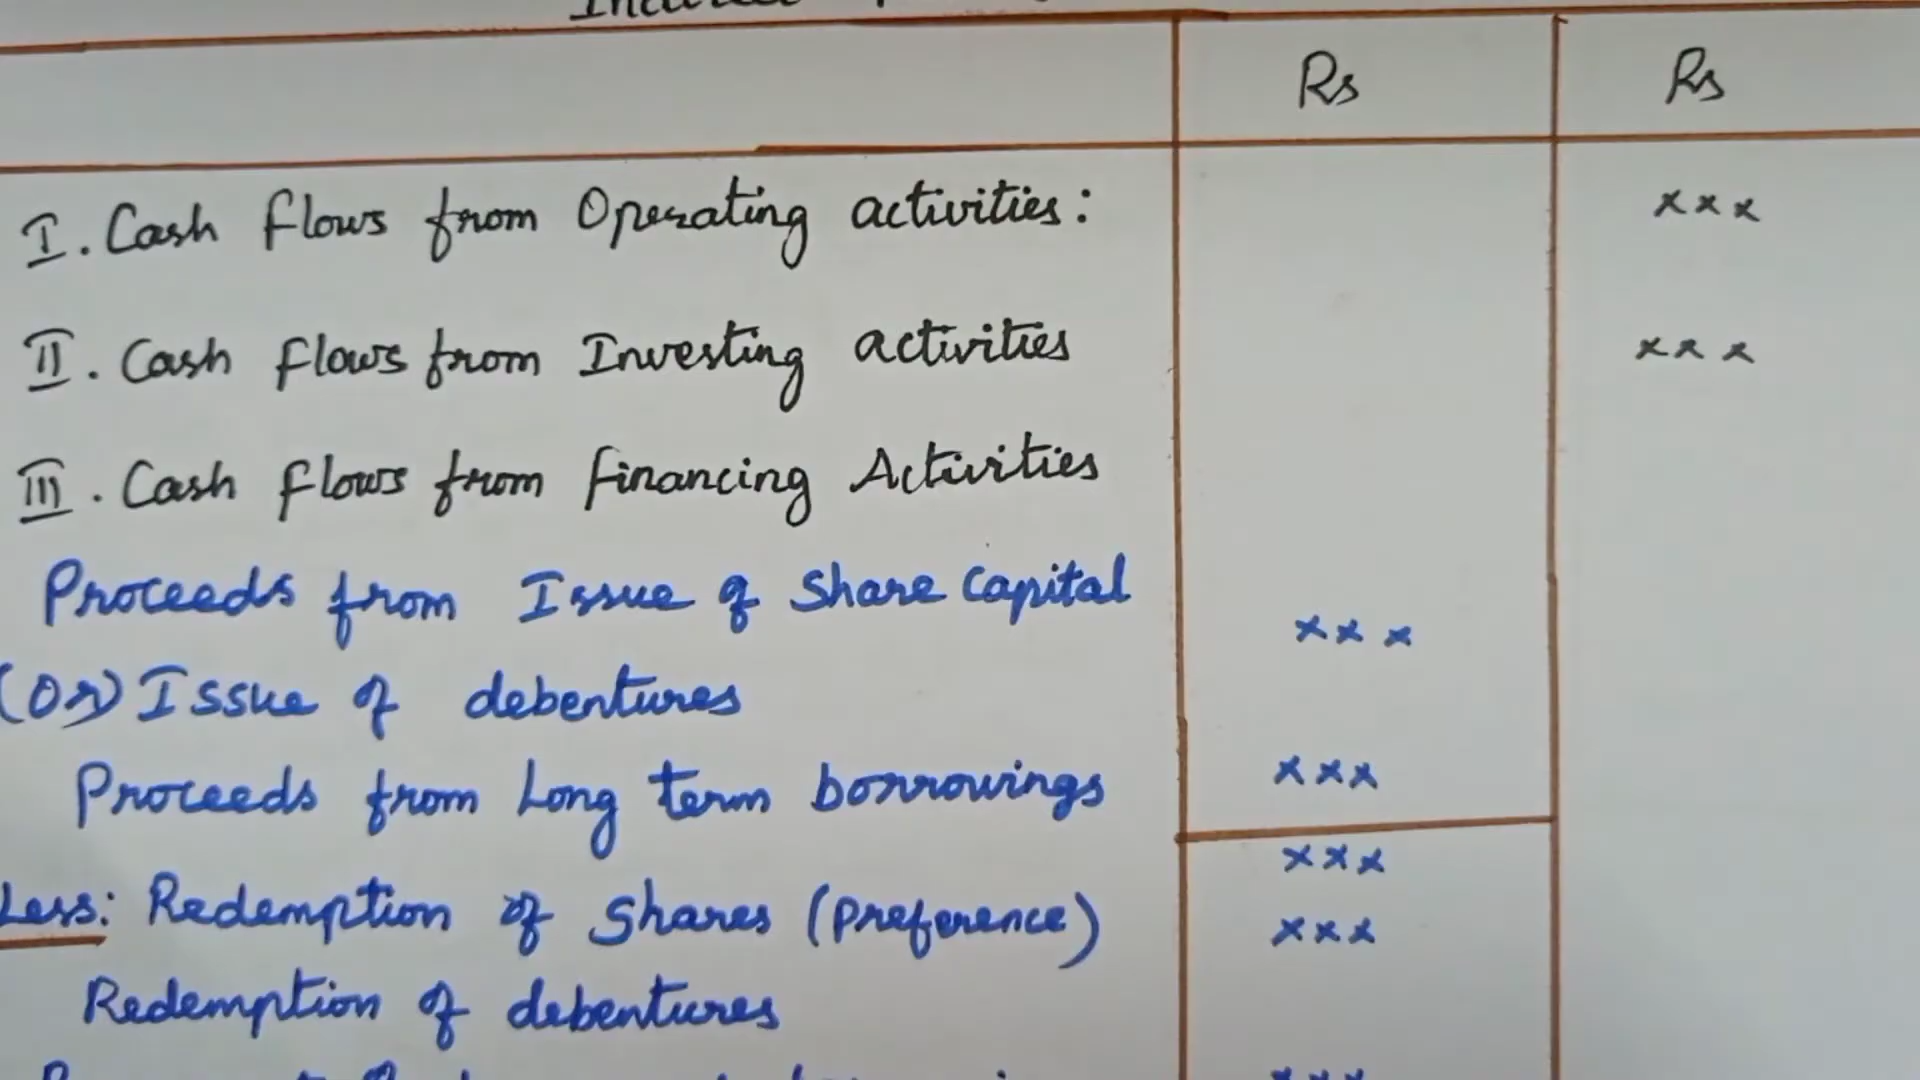 Rs Rs
I. Cash flows from Operating activities: xxx
II. Cash flows from Investing activities xxx
III. Cash flows from financing Activities
Proceeds from Issue of Share Capital
xxx
(Or) Issue of debentures
Proceeds from Long term borrowings xxx
xxx
Less: Redemption of Shares (Preference) xxx
Redemption of debentures
xxx